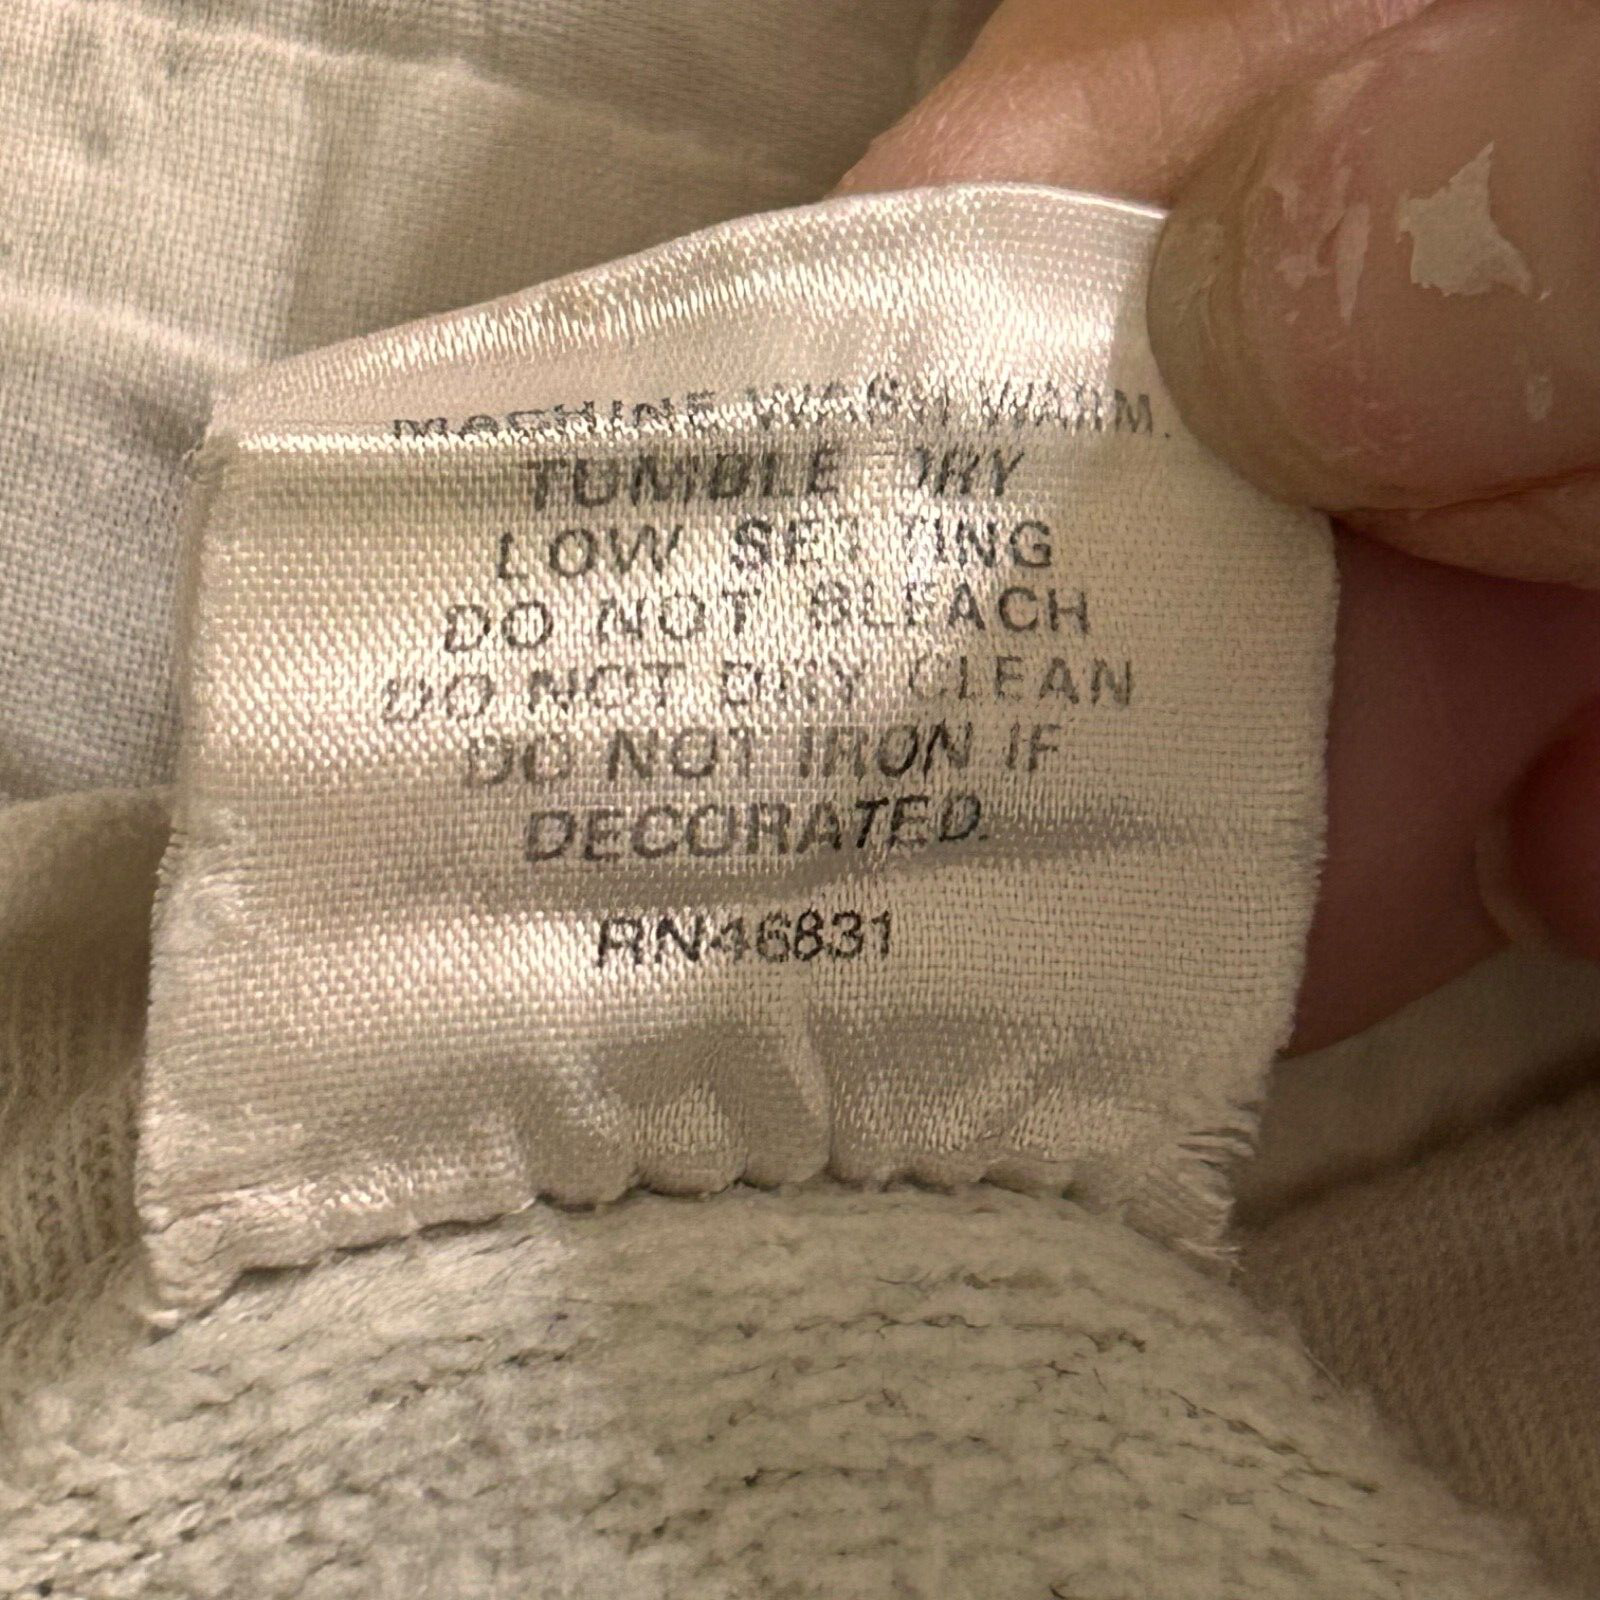 MACHINE WASH WARM.
TUMBLE DRY
LOW SETTING
DO NOT BLEACH
DO NOT DRY CLEAN
DO NOT IRON IF
DECORATED.
RN46831